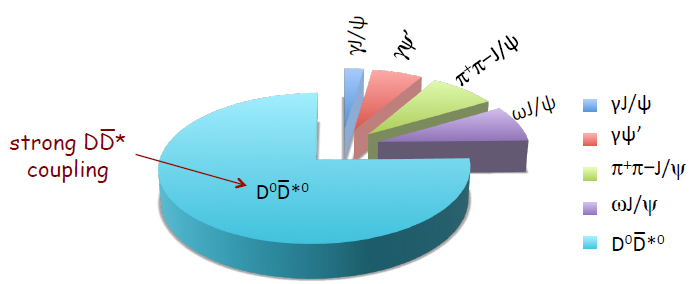 γJ/ψ
γψ’
π⁺π–J/ψ
ωJ/ψ
strong DD̅*
coupling
D⁰D̅*⁰
γJ/ψ
γψ’
π⁺π–J/ψ
ωJ/ψ
D⁰D̅*⁰